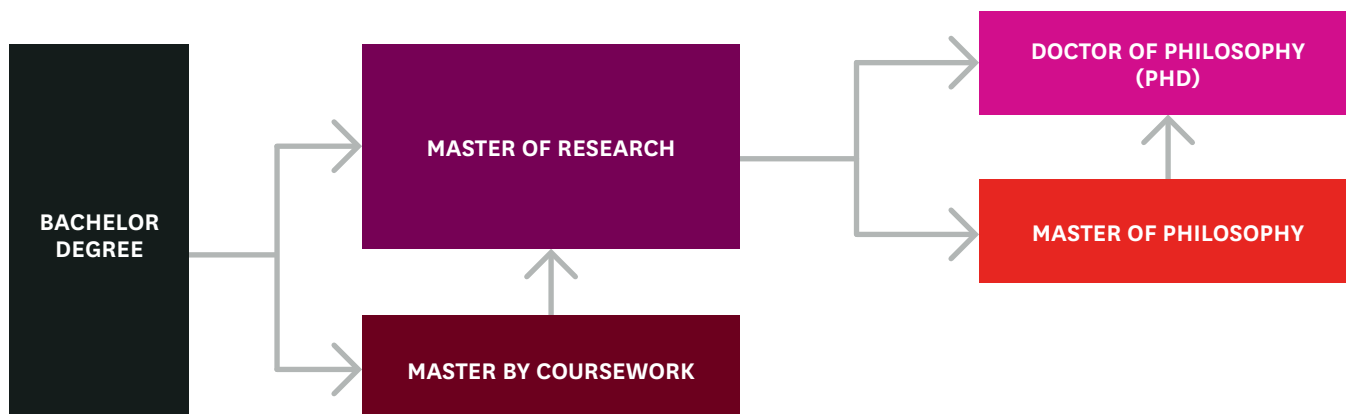 BACHELOR
DEGREE
MASTER OF RESEARCH
MASTER BY COURSEWORK
DOCTOR OF PHILOSOPHY
(PHD)
MASTER OF PHILOSOPHY